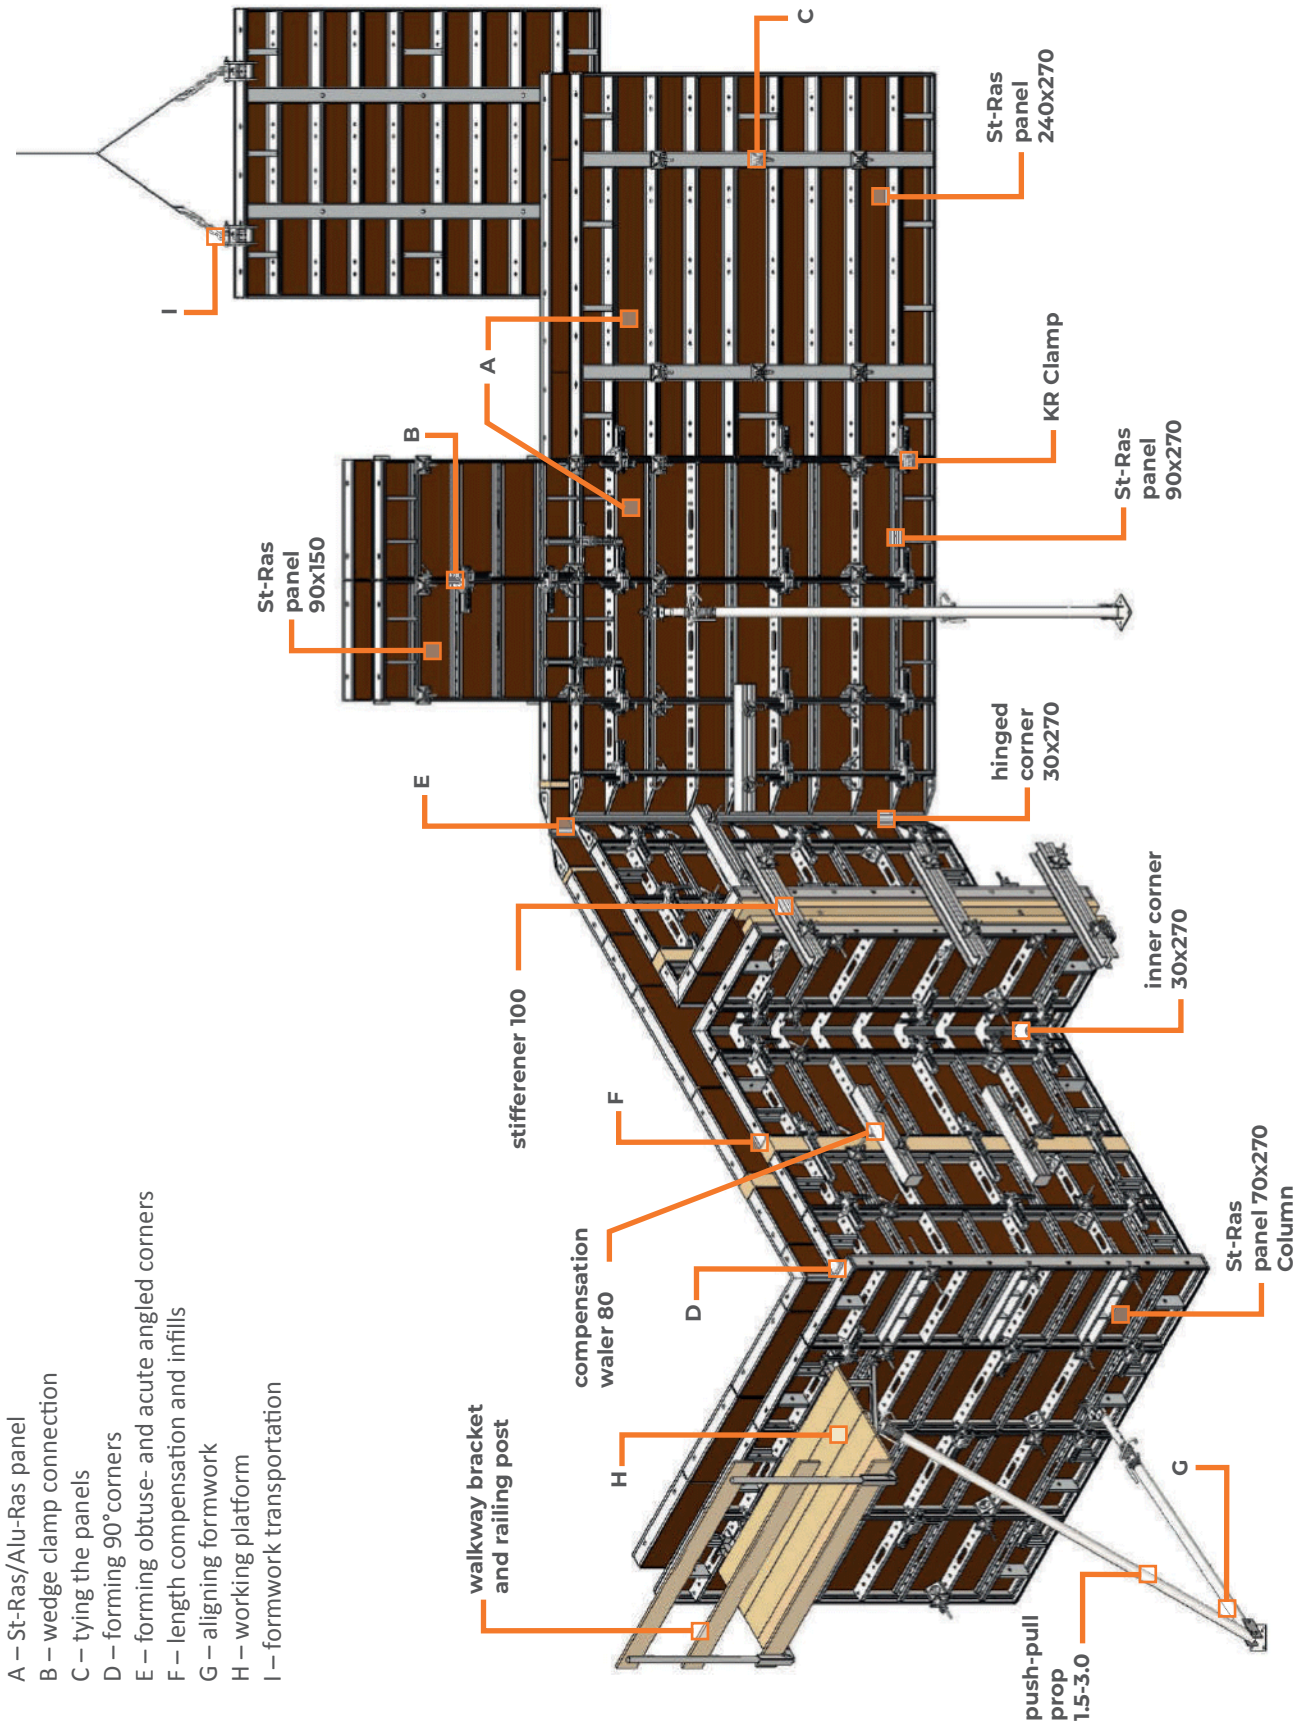 A – St-Ras/Alu-Ras panel
B – wedge clamp connection
C – tying the panels
D – forming 90°corners
E – forming obtuse- and acute angled corners
F – length compensation and infills
G – aligning formwork
H – working platform
I – formwork transportation
walkway bracket
and railing post
H
push-pull
prop
1.5-3.0
G
compensation
waler 80
D
F
St-Ras
panel 70x270
Column
stifferener 100
inner corner
30x270
E
hinged
corner
30x270
St-Ras
panel
90x150
B
A
I
St-Ras
panel
90x270
KR Clamp
St-Ras
panel
240x270
C